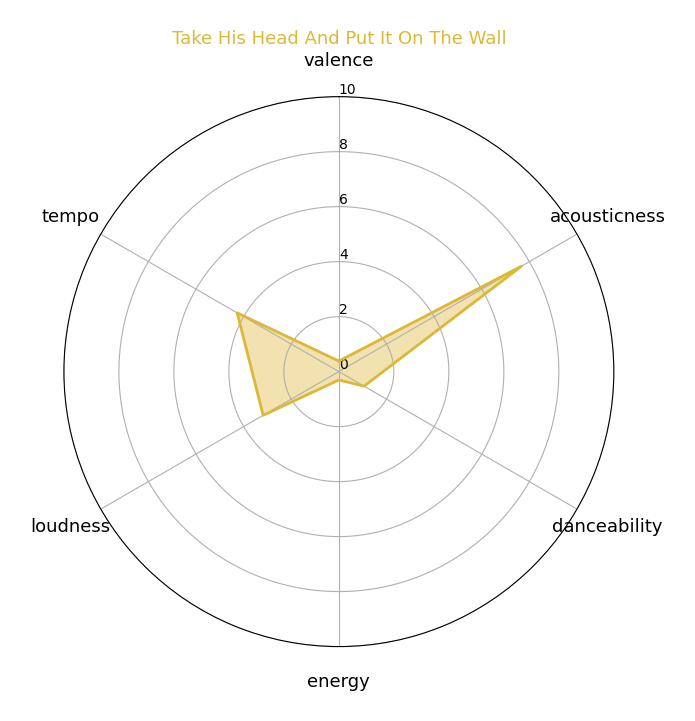 Take His Head And Put It On The Wall
valence
10
8
6
4
2
0
tempo
acousticness
loudness
danceability
energy